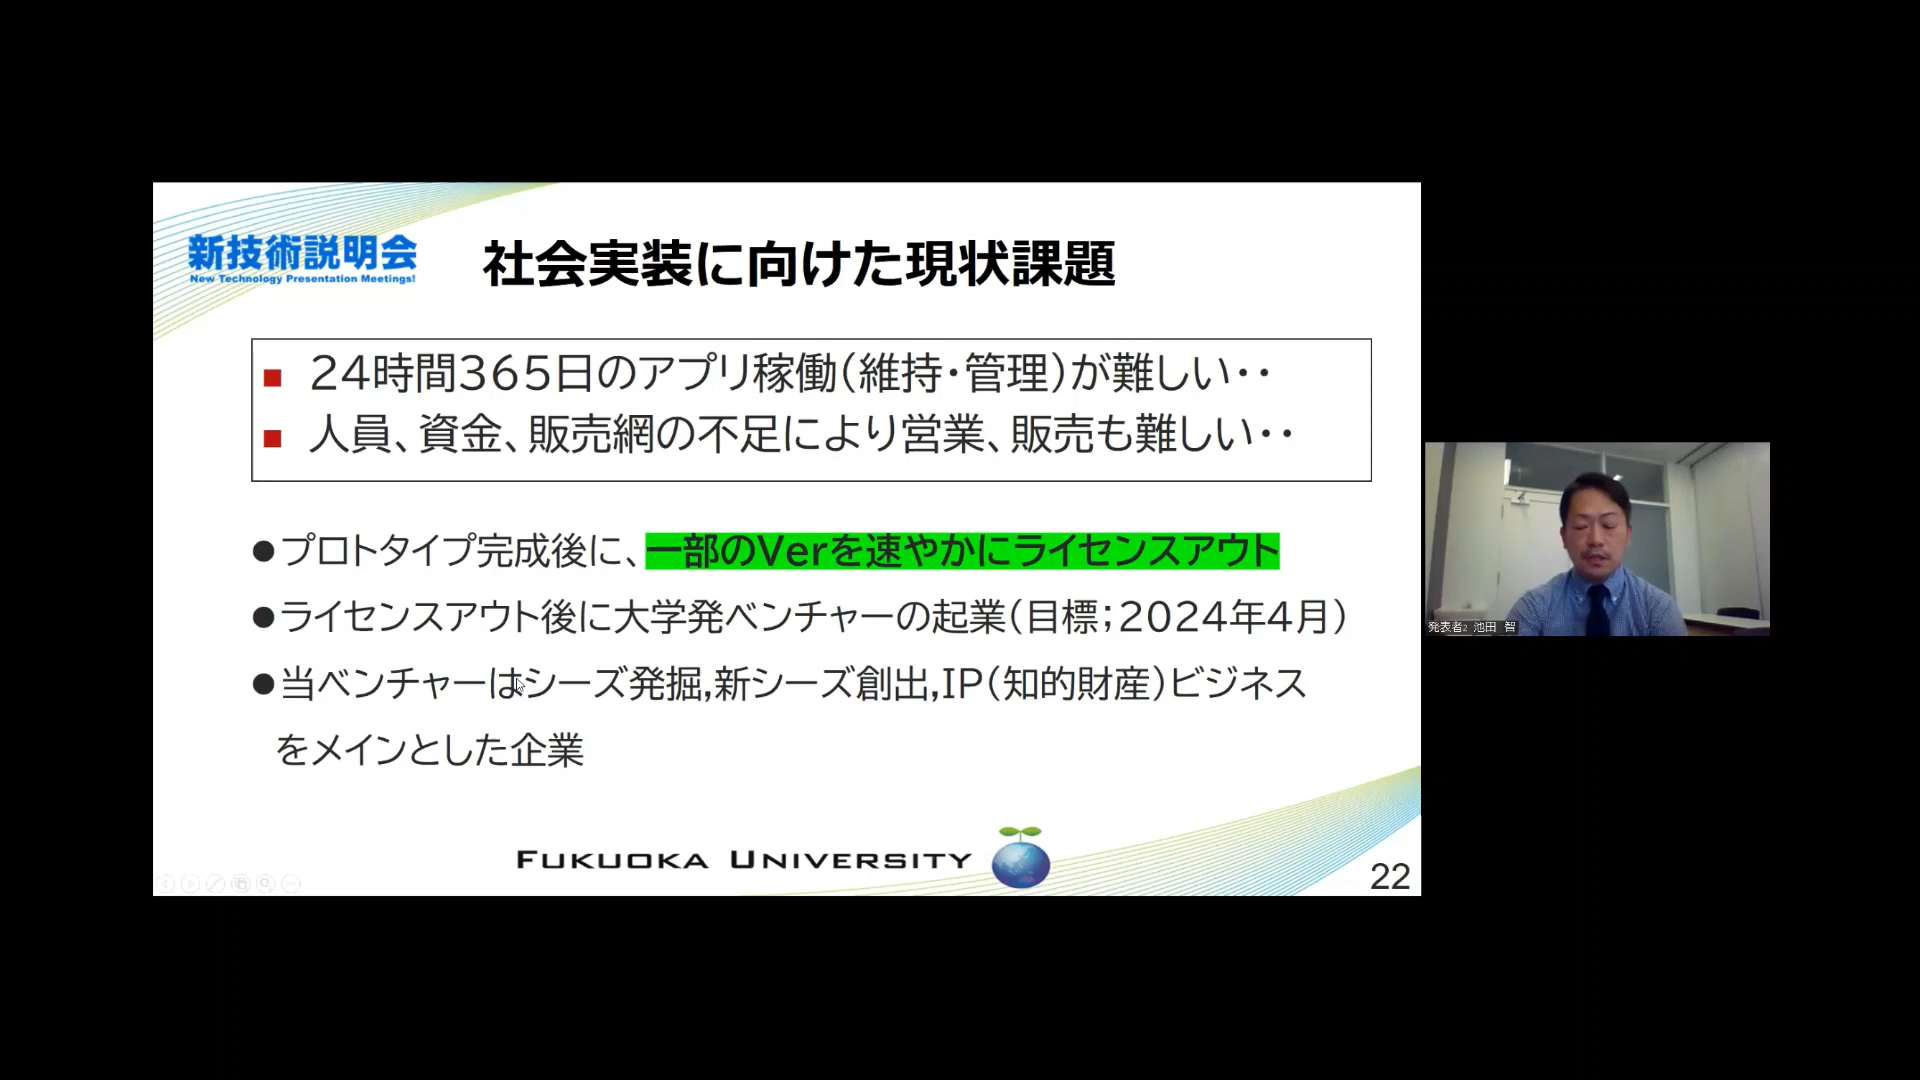 新技術説明会
New Technology Presentation Meetings!
社会実装に向けた現状課題
■ 24時間365日のアプリ稼働(維持・管理)が難しい・・
■ 人員、資金、販売網の不足により営業、販売も難しい・・
●プロトタイプ完成後に、一部のVerを速やかにライセンスアウト
●ライセンスアウト後に大学発ベンチャーの起業(目標;2024年4月)
●当ベンチャーはシーズ発掘,新シーズ創出,IP(知的財産)ビジネス
をメインとした企業
FUKUOKA UNIVERSITY
22
発表者2 池田 智